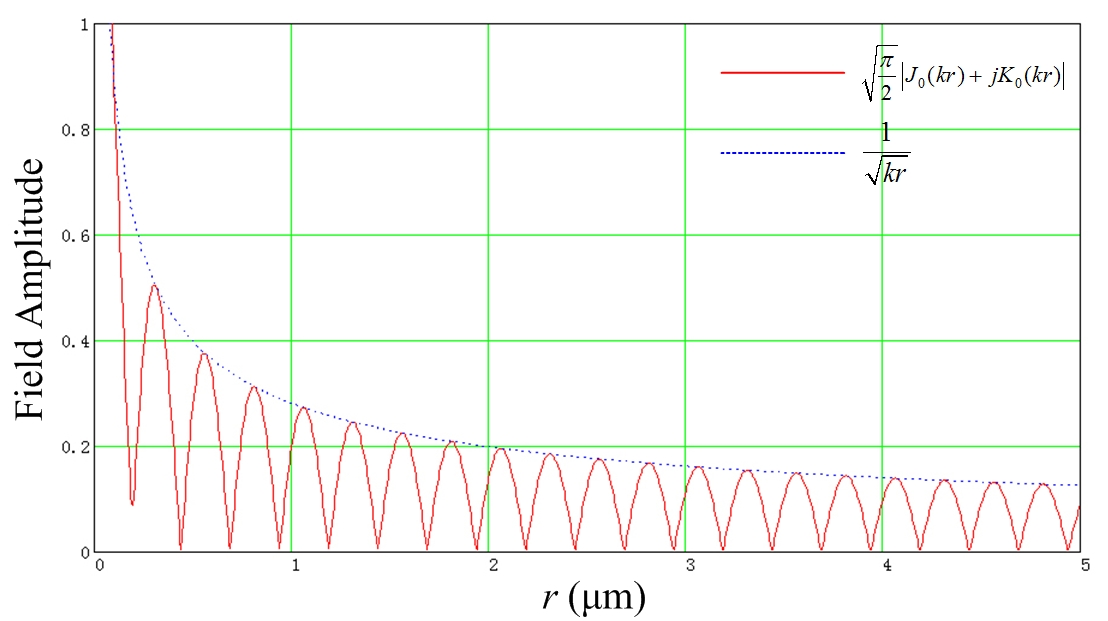 1
0.8
0.6
0.4
0.2
0
0 1 2 3 4 5
Field Amplitude
r (μm)
√(π/2) |J₀(kr) + jK₀(kr)|
1/√(kr)